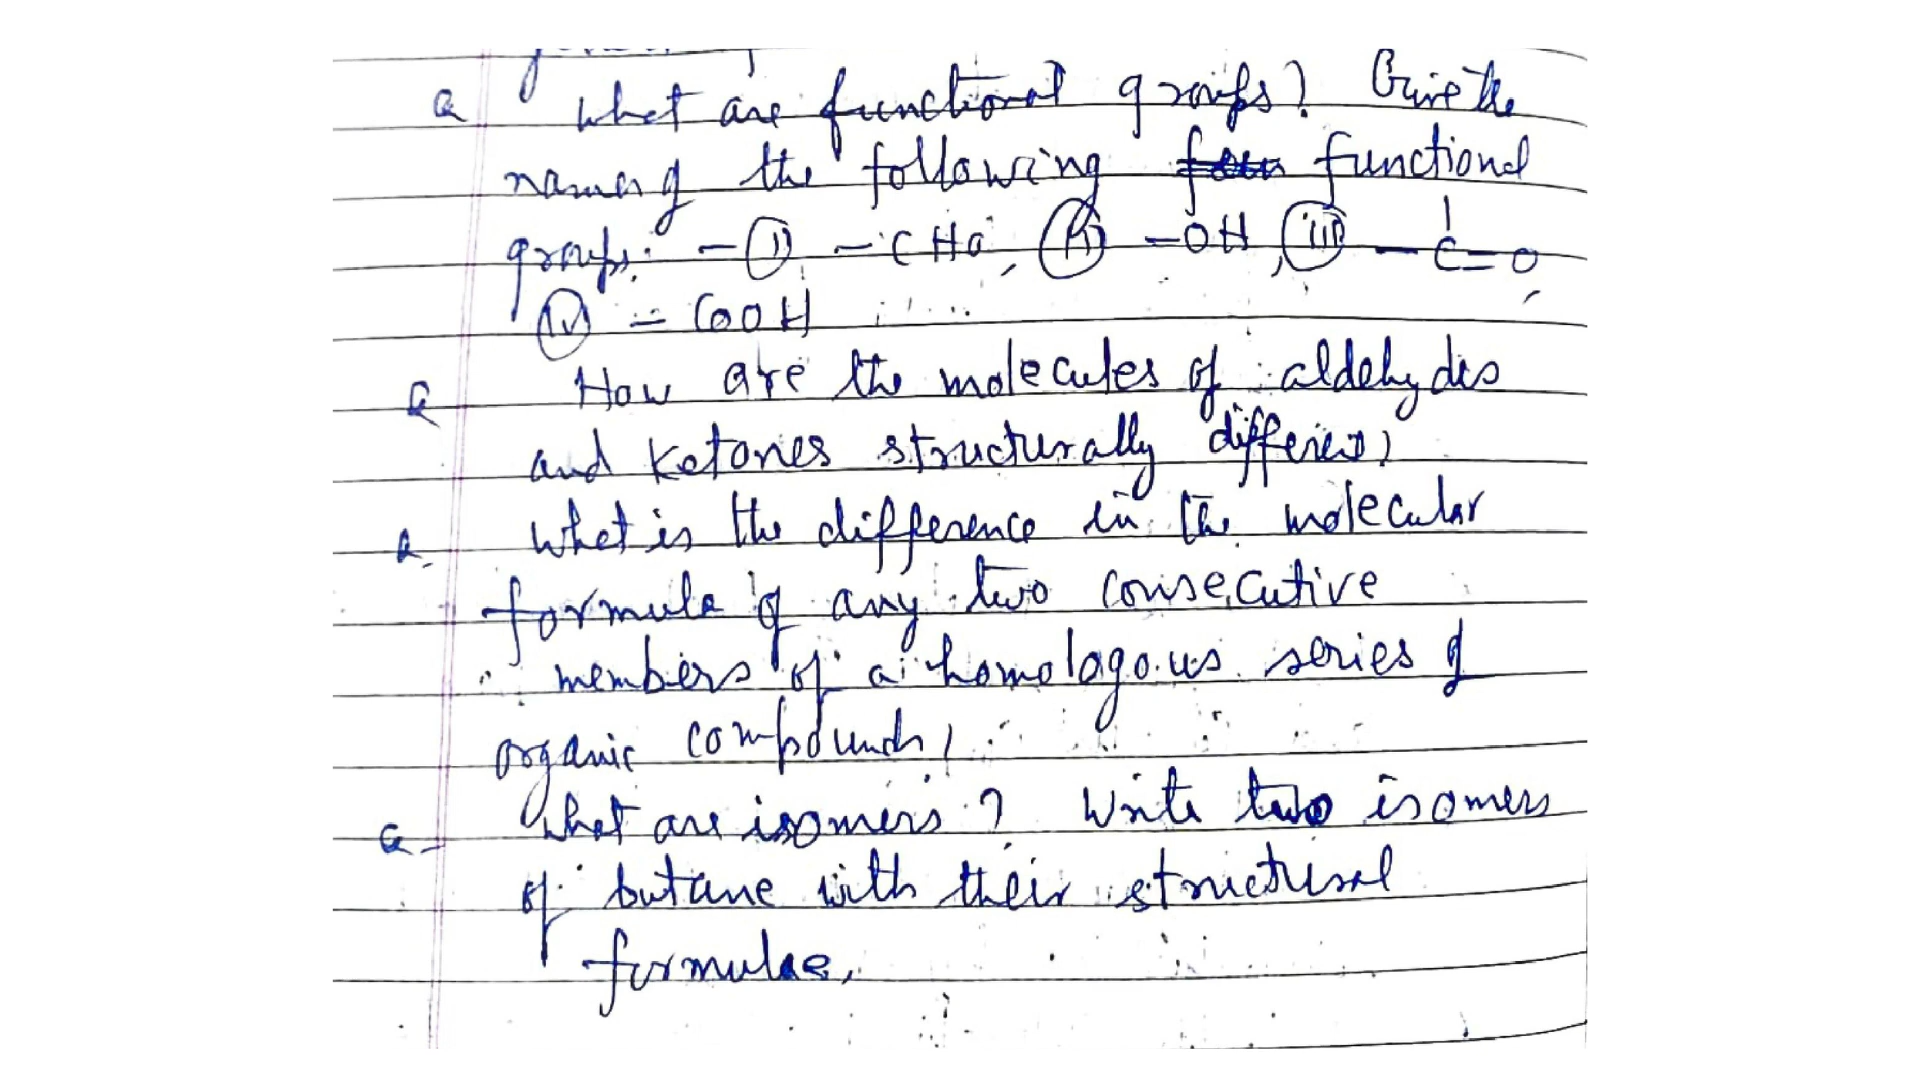 Q What are functional groups? Give the
names of the following functional
groups: - (i) - CHO, (ii) - OH, (iii) - C = O
(iv) - COOH
Q How are the molecules of aldehydes
and ketones structurally different?
Q. What is the difference in the molecular
formula of any two consecutive
members of a homologous series of
organic compounds?
Q - What are isomers? Write two isomers
of butane with their structural
formulae.